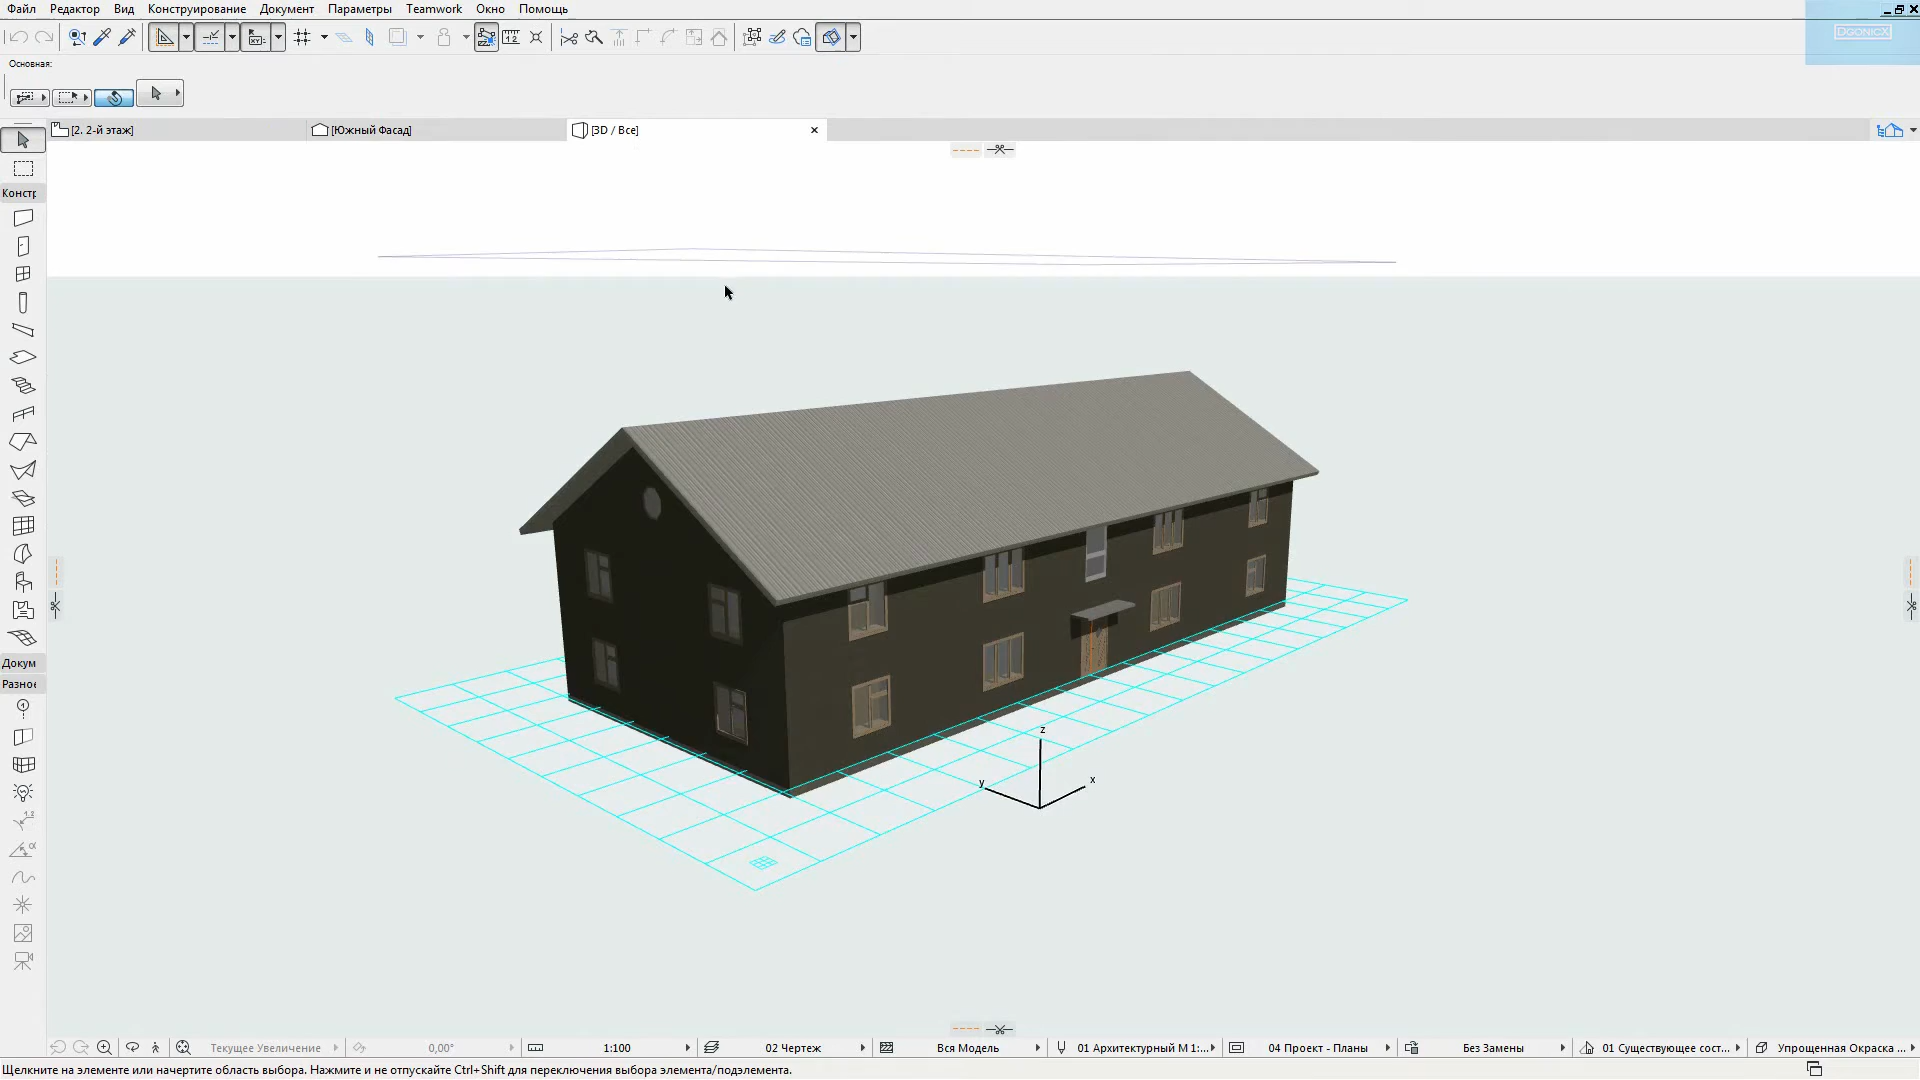 Файл Редактор Вид Конструирование Документ Параметры Teamwork Окно Помощь
DGONICX
Основная:
[2. 2-й этаж] [Южный Фасад] [3D / Все]
Констр
Докум
Разное
z
y
x
Текущее Увеличение 0,00° 1:100 02 Чертеж Вся Модель 01 Архитектурный М 1:... 04 Проект - Планы Без Замены 01 Существующее сост... Упрощенная Окраска ...
Щелкните на элементе или начертите область выбора. Нажмите и не отпускайте Ctrl+Shift для переключения выбора элемента/подэлемента.